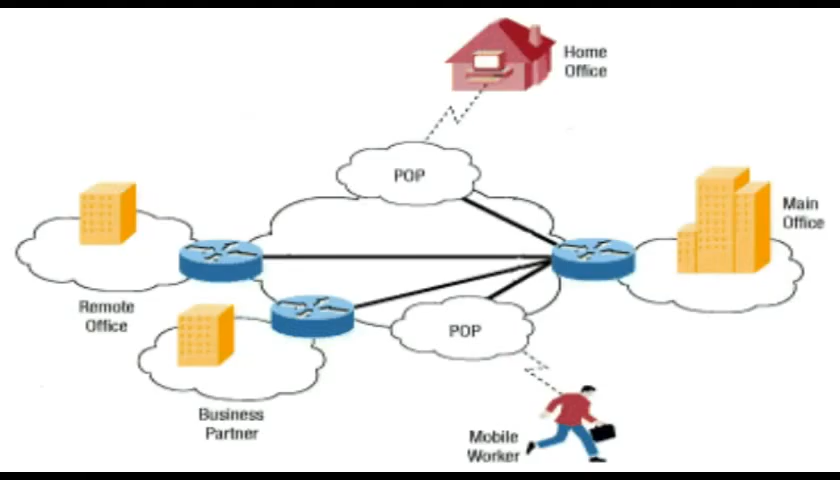 Home
Office
POP
Main
Office
Remote
Office
POP
Business
Partner
Mobile
Worker